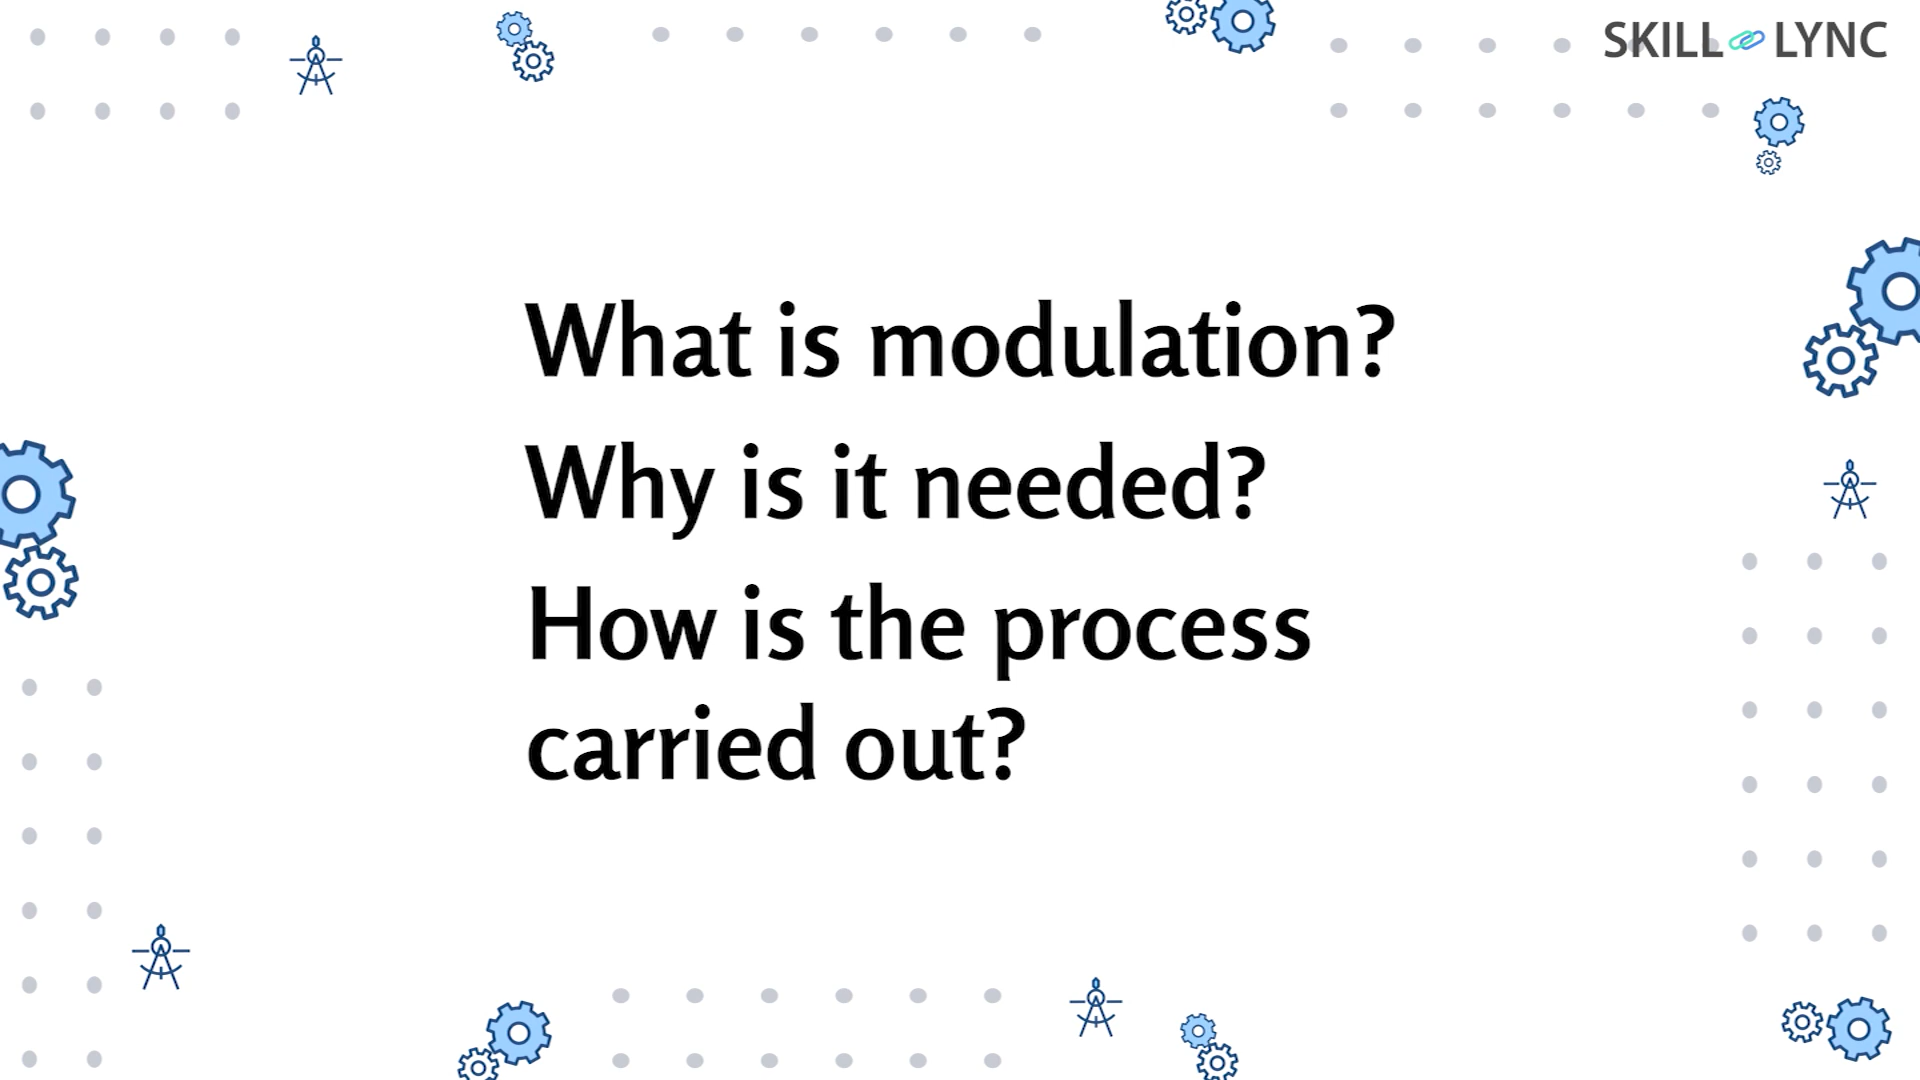 SKILL LYNC
What is modulation?
Why is it needed?
How is the process
carried out?